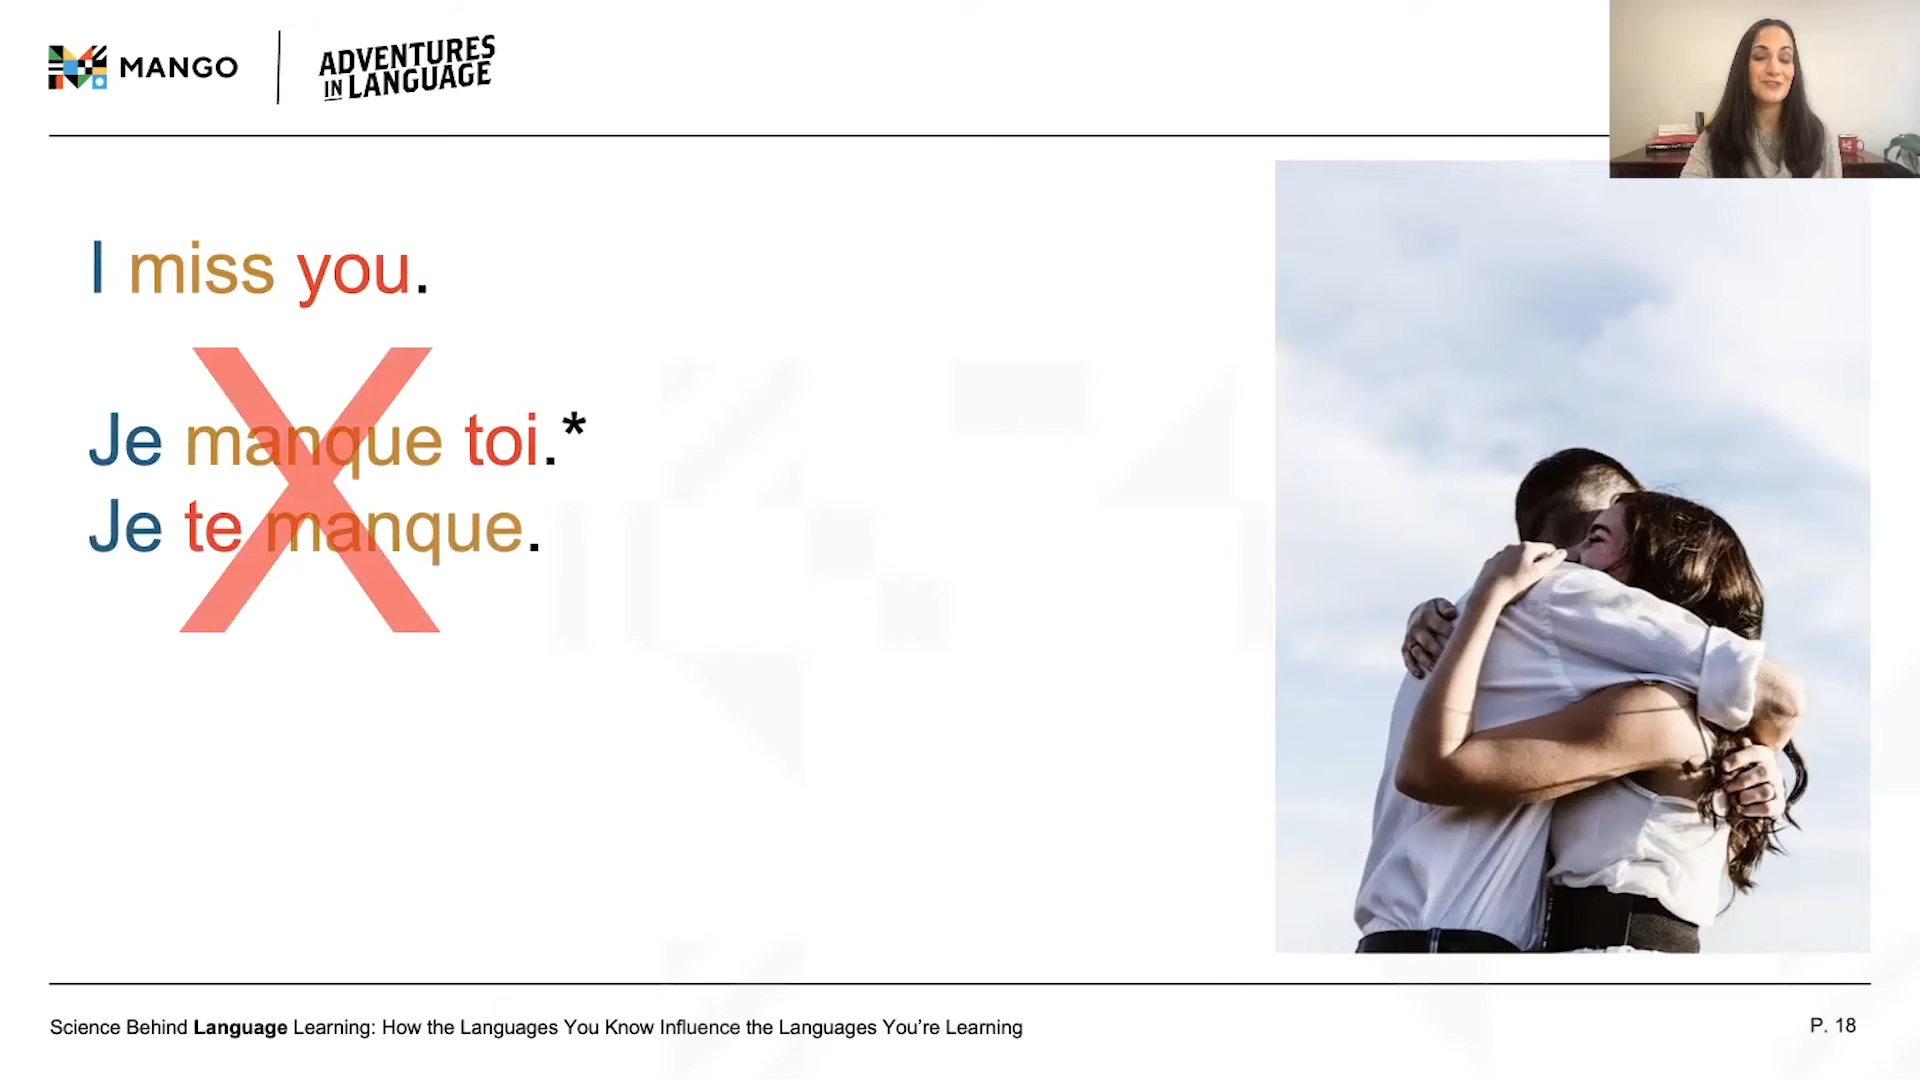 MANGO
ADVENTURES
IN LANGUAGE
I miss you.
Je manque toi.*
Je te manque.
X
Science Behind Language Learning: How the Languages You Know Influence the Languages You’re Learning
P. 18